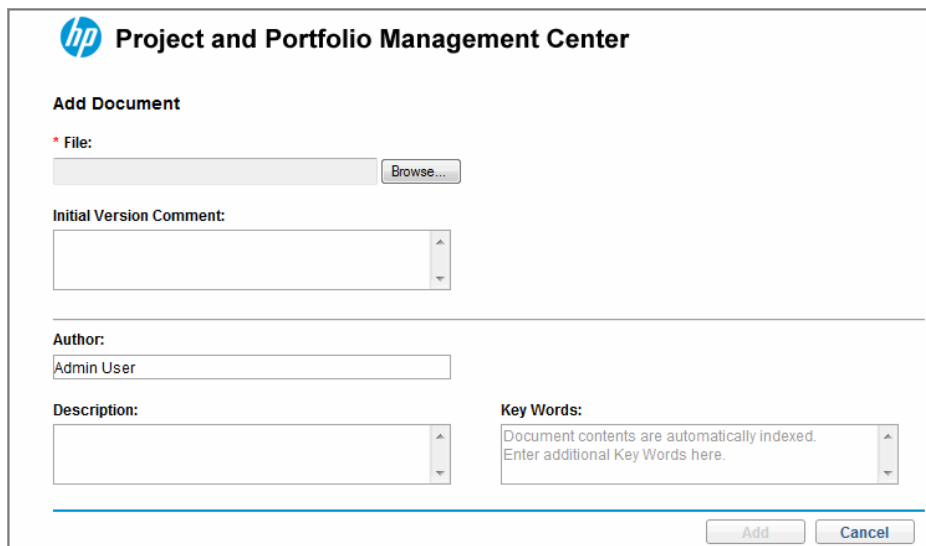 hp Project and Portfolio Management Center
Add Document
* File:
Browse...
Initial Version Comment:
Author:
Admin User
Description:
Key Words:
Document contents are automatically indexed.
Enter additional Key Words here.
Add Cancel